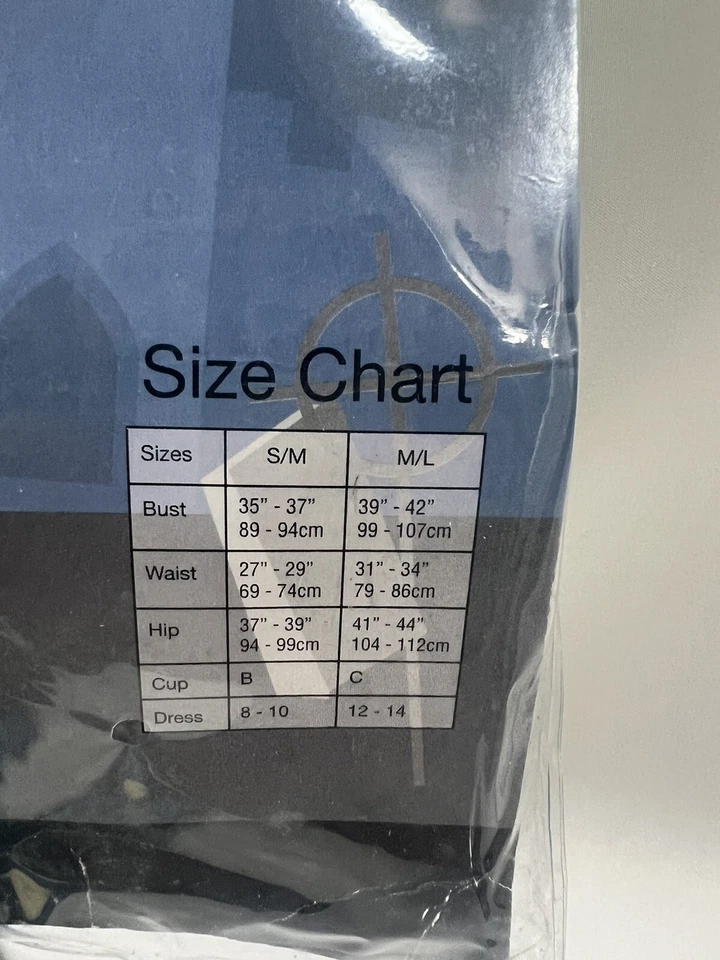 Size Chart
Sizes S/M M/L
Bust 35” - 37” 39” - 42”
89 - 94cm 99 - 107cm
Waist 27” - 29” 31” - 34”
69 - 74cm 79 - 86cm
Hip 37” - 39” 41” - 44”
94 - 99cm 104 - 112cm
Cup B C
Dress 8 - 10 12 - 14